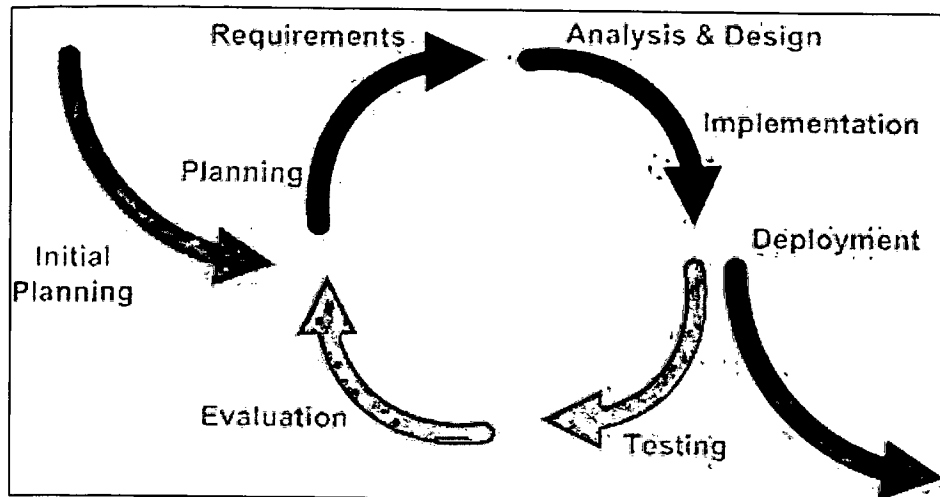 Requirements
Analysis & Design
Implementation
Planning
Deployment
Initial
Planning
Evaluation
Testing